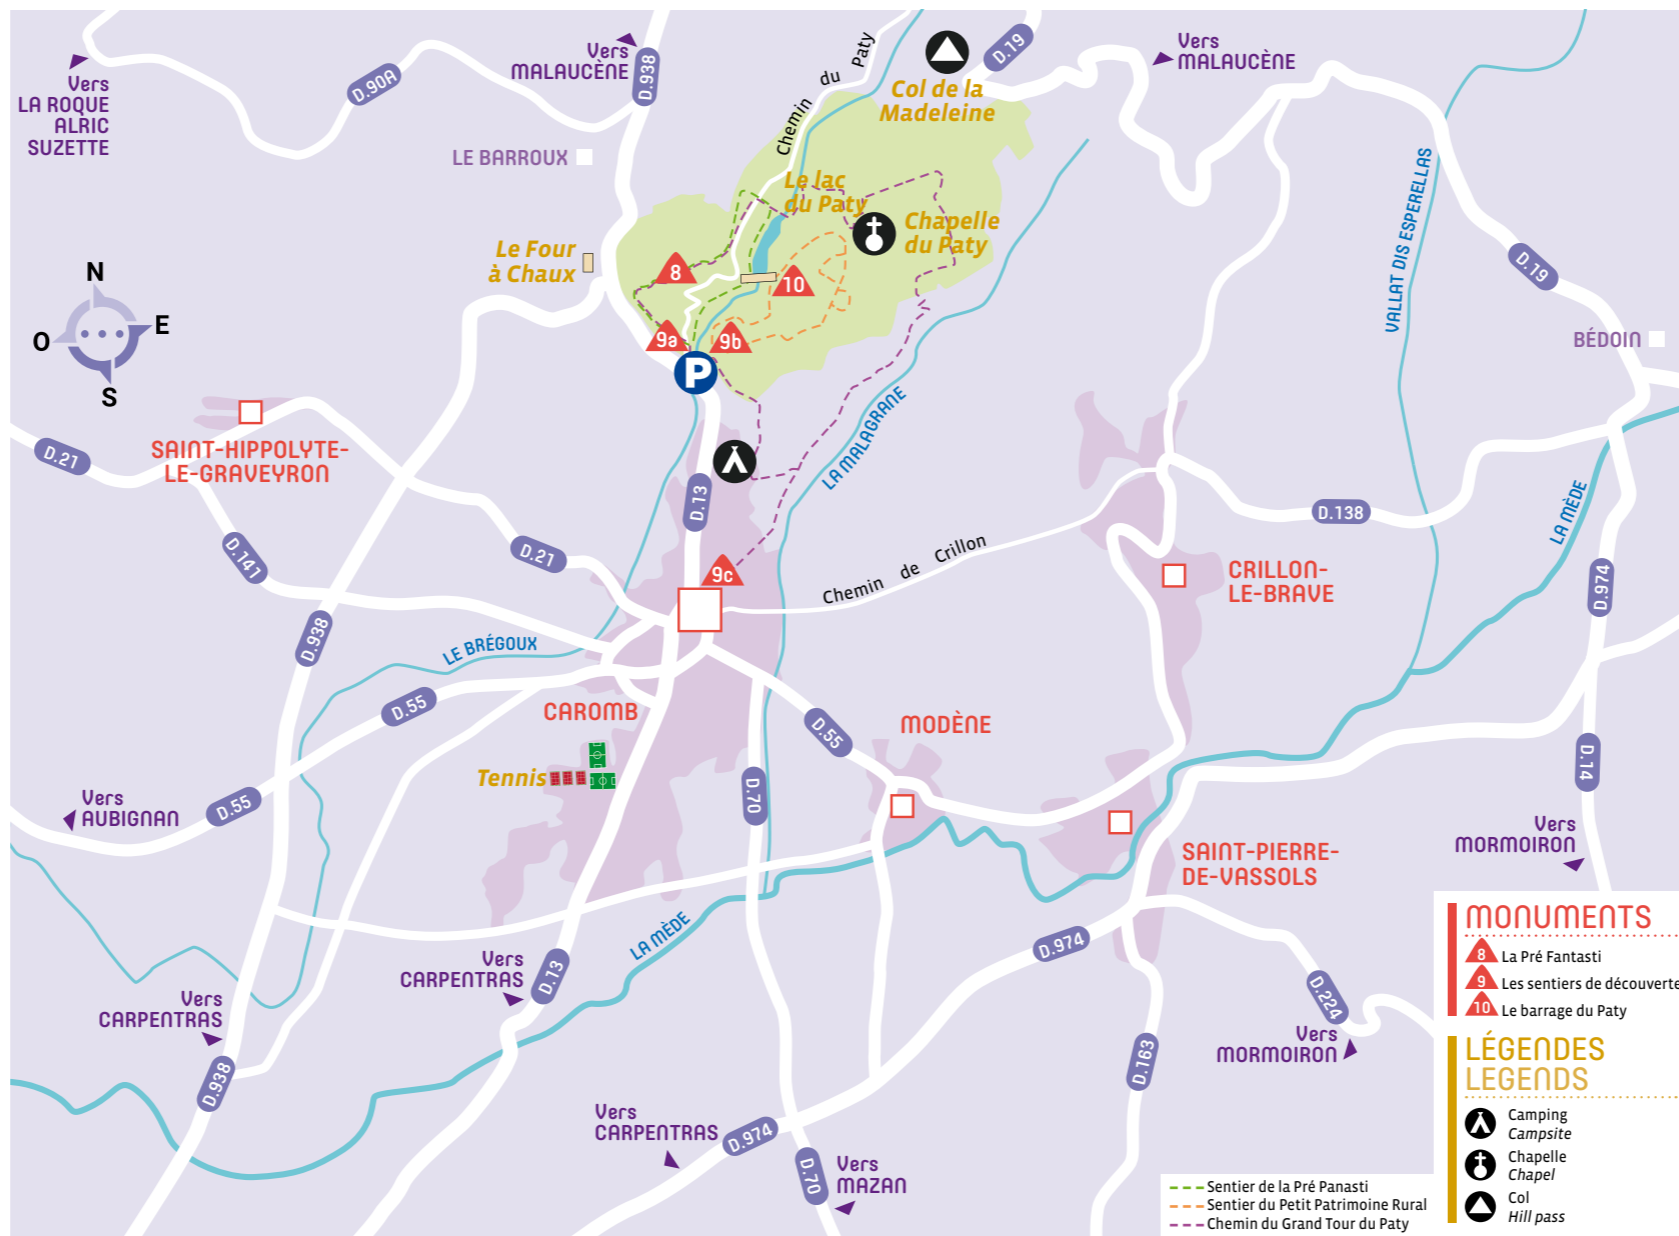 Vers
LA ROQUE
ALRIC
SUZETTE
D.90A
Vers
MALAUCÈNE
D.938
Chemin du Paty
D.19
Col de la
Madeleine
Vers
MALAUCÈNE
LE BARROUX
Le lac
du Paty
Chapelle
du Paty
Le Four
à Chaux
8
10
9a
9b
P
N
O
E
S
VALLAT DIS ESPERELLAS
D.19
BÉDOIN
D.21
SAINT-HIPPOLYTE-
LE-GRAVEYRON
D.13
LA MALAGRANE
D.141
D.21
9c
Chemin de Crillon
D.138
LA MÈDE
CRILLON-
LE-BRAVE
D.974
D.938
LE BRÉGOUX
D.55
CAROMB
D.55
MODÈNE
Tennis
D.70
D.14
Vers
AUBIGNAN
D.55
Vers
MORMOIRON
SAINT-PIERRE-
DE-VASSOLS
LA MÈDE
D.974
Vers
CARPENTRAS
D.13
D.224
Vers
CARPENTRAS
Vers
MORMOIRON
D.938
D.163
Vers
CARPENTRAS
D.974
D.70
Vers
MAZAN
MONUMENTS
8 La Pré Fantasti
9 Les sentiers de découverte
10 Le barrage du Paty
LÉGENDES
LEGENDS
Camping
Campsite
Chapelle
Chapel
Col
Hill pass
Sentier de la Pré Panasti
Sentier du Petit Patrimoine Rural
Chemin du Grand Tour du Paty